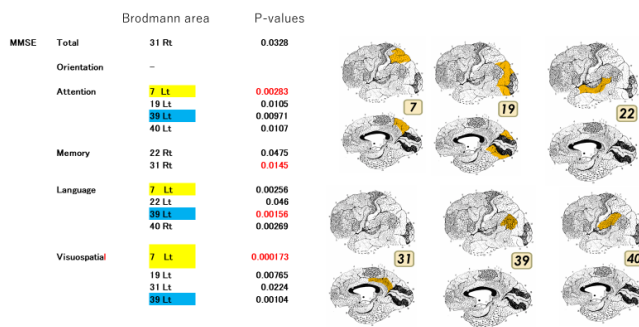 Brodmann area P-values
MMSE Total 31 Rt 0.0328
Orientation –
Attention 7 Lt 0.00283
19 Lt 0.0105
39 Lt 0.00971
40 Lt 0.0107
Memory 22 Rt 0.0475
31 Rt 0.0145
Language 7 Lt 0.00256
22 Lt 0.046
39 Lt 0.00156
40 Rt 0.00269
Visuospatial 7 Lt 0.000173
19 Lt 0.00765
31 Lt 0.0224
39 Lt 0.00104
7 19 22
31 39 40